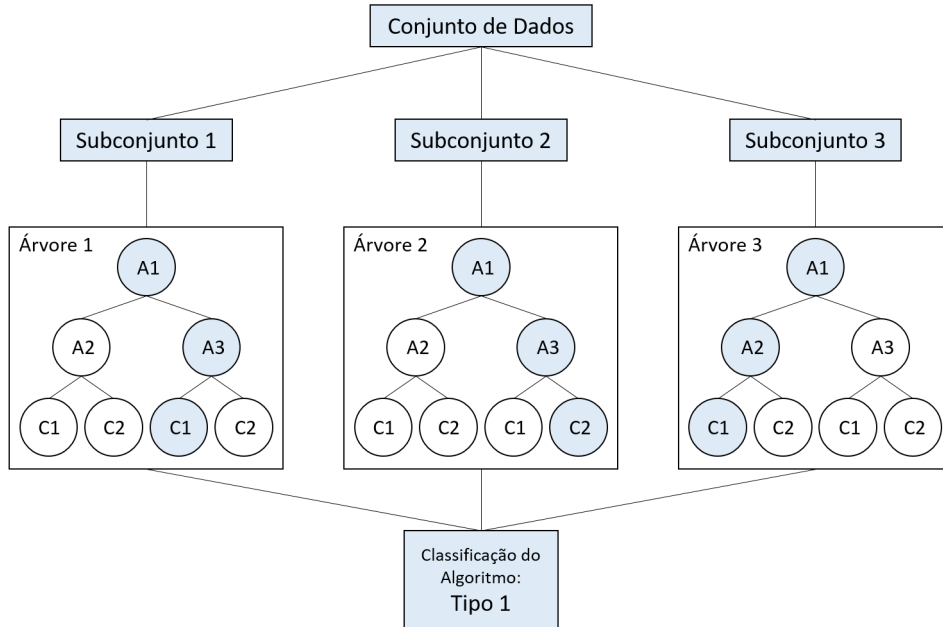 Conjunto de Dados
Subconjunto 1
Subconjunto 2
Subconjunto 3
Árvore 1
A1
A2
A3
C1
C2
C1
C2
Árvore 2
A1
A2
A3
C1
C2
C1
C2
Árvore 3
A1
A2
A3
C1
C2
C1
C2
Classificação do
Algoritmo:
Tipo 1